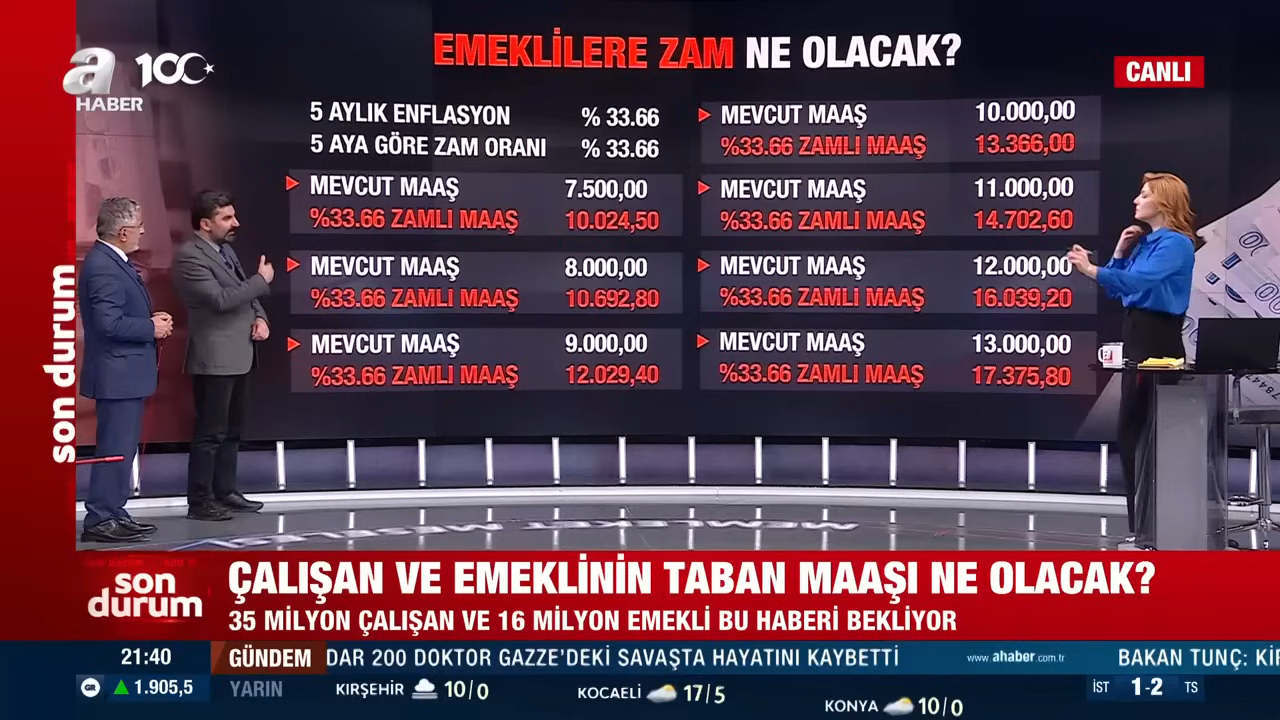 a
HABER
100
EMEKLİLERE ZAM NE OLACAK?
CANLI
5 AYLIK ENFLASYON % 33.66
5 AYA GÖRE ZAM ORANI % 33.66
MEVCUT MAAŞ 7.500,00
%33.66 ZAMLI MAAŞ 10.024,50
MEVCUT MAAŞ 8.000,00
%33.66 ZAMLI MAAŞ 10.692,80
MEVCUT MAAŞ 9.000,00
%33.66 ZAMLI MAAŞ 12.029,40
MEVCUT MAAŞ 10.000,00
%33.66 ZAMLI MAAŞ 13.366,00
MEVCUT MAAŞ 11.000,00
%33.66 ZAMLI MAAŞ 14.702,60
MEVCUT MAAŞ 12.000,00
%33.66 ZAMLI MAAŞ 16.039,20
MEVCUT MAAŞ 13.000,00
%33.66 ZAMLI MAAŞ 17.375,80
son durum
MEMLEKET MESELESİ
son
durum
ÇALIŞAN VE EMEKLİNİN TABAN MAAŞI NE OLACAK?
35 MİLYON ÇALIŞAN VE 16 MİLYON EMEKLİ BU HABERİ BEKLİYOR
21:40 GÜNDEM DAR 200 DOKTOR GAZZE'DEKİ SAVAŞTA HAYATINI KAYBETTİ www.ahaber.com.tr BAKAN TUNÇ:
GR 1.905,5 YARIN KIRŞEHİR 10/0 KOCAELİ 17/5 KONYA 10/0 İST 1-2 TS